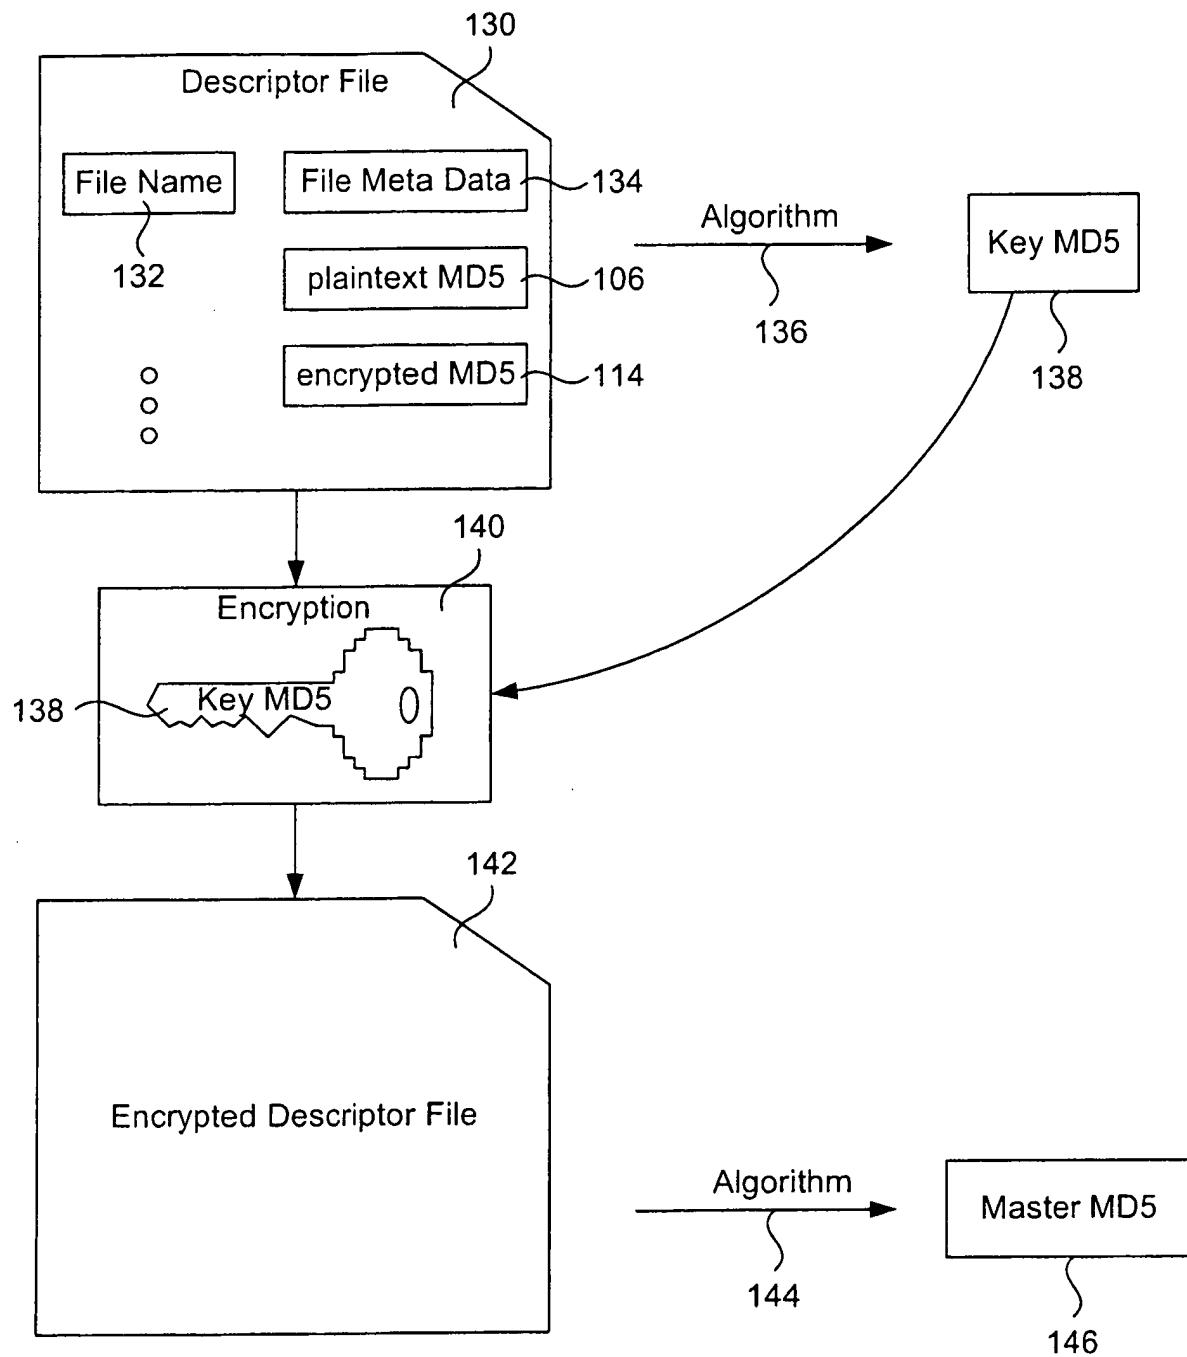 130
Descriptor File
File Name
File Meta Data
134
132
plaintext MD5
106
encrypted MD5
114
Algorithm
136
Key MD5
138
140
Encryption
Key MD5
138
142
Encrypted Descriptor File
Algorithm
144
Master MD5
146